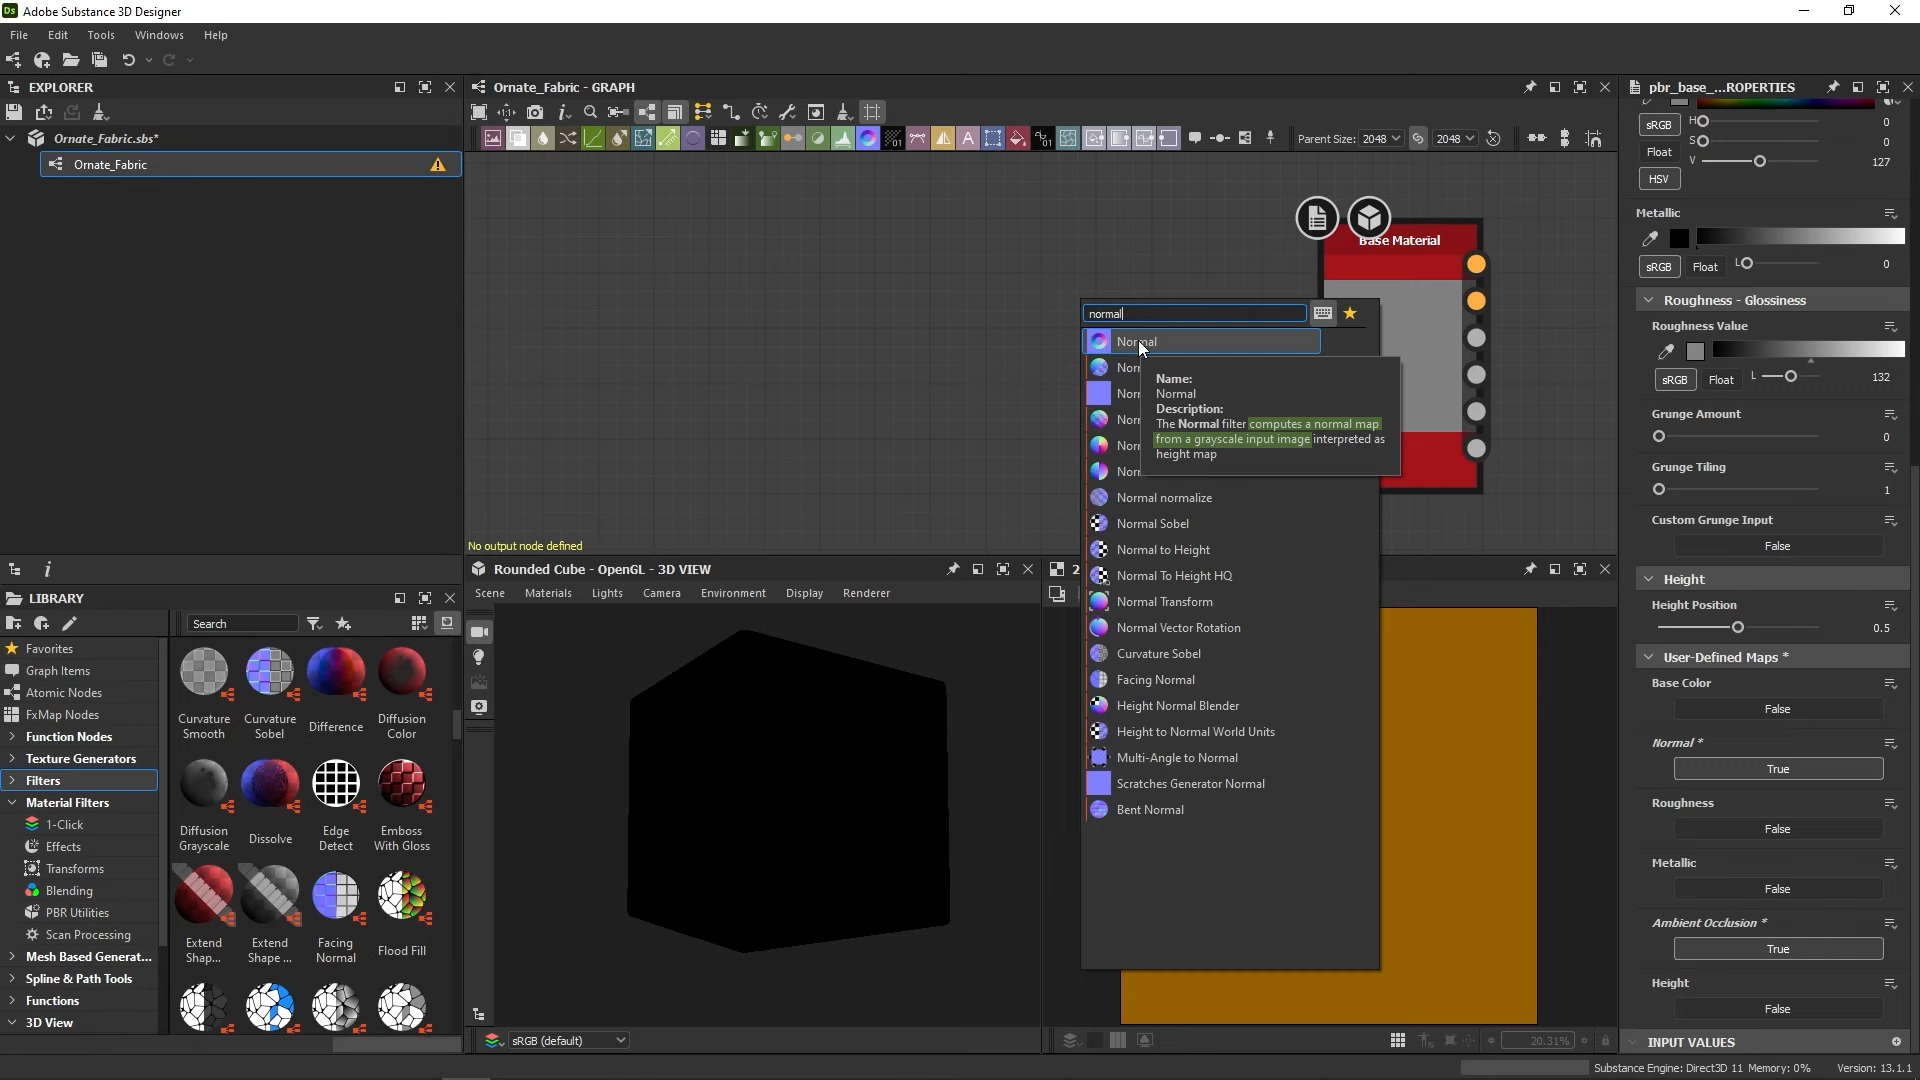 Adobe Substance 3D Designer
File Edit Tools Windows Help
EXPLORER
Ornate_Fabric.sbs*
Ornate_Fabric
Ornate_Fabric - GRAPH
Parent Size: 2048 2048
Base Material
normal
Normal
Name:
Normal
Description:
The Normal filter computes a normal map
from a grayscale input image interpreted as
height map
Normal normalize
Normal Sobel
Normal to Height
Normal To Height HQ
Normal Transform
Normal Vector Rotation
Curvature Sobel
Facing Normal
Height Normal Blender
Height to Normal World Units
Multi-Angle to Normal
Scratches Generator Normal
Bent Normal
No output node defined
Rounded Cube - OpenGL - 3D VIEW
Scene Materials Lights Camera Environment Display Renderer
sRGB (default)
20.31%
LIBRARY
Search
Favorites
Graph Items
Atomic Nodes
FxMap Nodes
Function Nodes
Texture Generators
Filters
Material Filters
1-Click
Effects
Transforms
Blending
PBR Utilities
Scan Processing
Mesh Based Generat...
Spline & Path Tools
Functions
3D View
Curvature Smooth
Curvature Sobel
Difference
Diffusion Color
Diffusion Grayscale
Dissolve
Edge Detect
Emboss With Gloss
Extend Shap...
Extend Shape ...
Facing Normal
Flood Fill
pbr_base_...ROPERTIES
sRGB H 0
S 0
Float V 127
HSV
Metallic
sRGB Float L 0
Roughness - Glossiness
Roughness Value
sRGB Float L 132
Grunge Amount
0
Grunge Tiling
1
Custom Grunge Input
False
Height
Height Position
0.5
User-Defined Maps *
Base Color
False
Normal *
True
Roughness
False
Metallic
False
Ambient Occlusion *
True
Height
False
INPUT VALUES
Substance Engine: Direct3D 11 Memory: 0% Version: 13.1.1